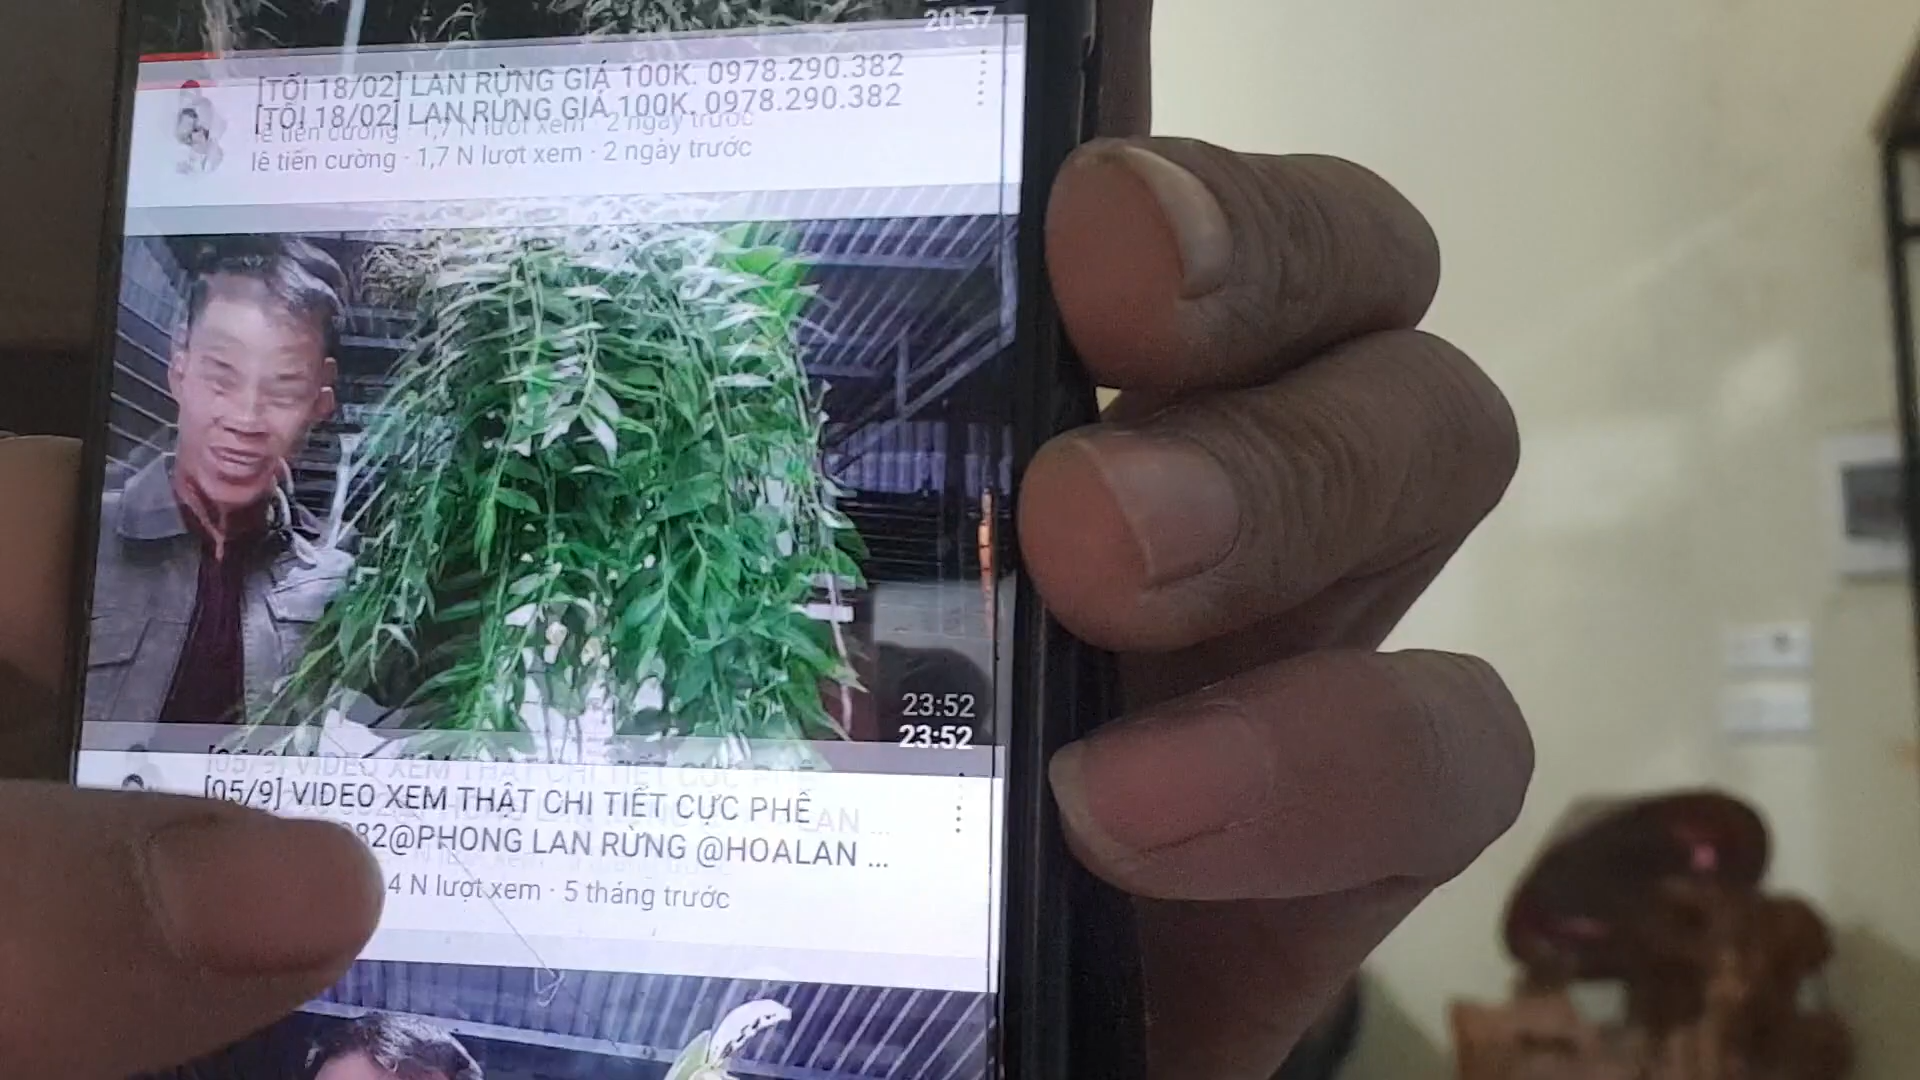 20:57
[TỐI 18/02] LAN RỪNG GIÁ 100K. 0978.290.382
[TỐI 18/02] LAN RỪNG GIÁ 100K. 0978.290.382
lê tiến cường · 1,7 N lượt xem · 2 ngày trước
lê tiến cường · 1,7 N lượt xem · 2 ngày trước
23:52
23:52
[05/9] VIDEO XEM THẬT CHI TIẾT CỰC PHẾ
[05/9] VIDEO XEM THẬT CHI TIẾT CỰC PHẾ
82@PHONG LAN RỪNG @HOALAN ...
4 N lượt xem · 5 tháng trước